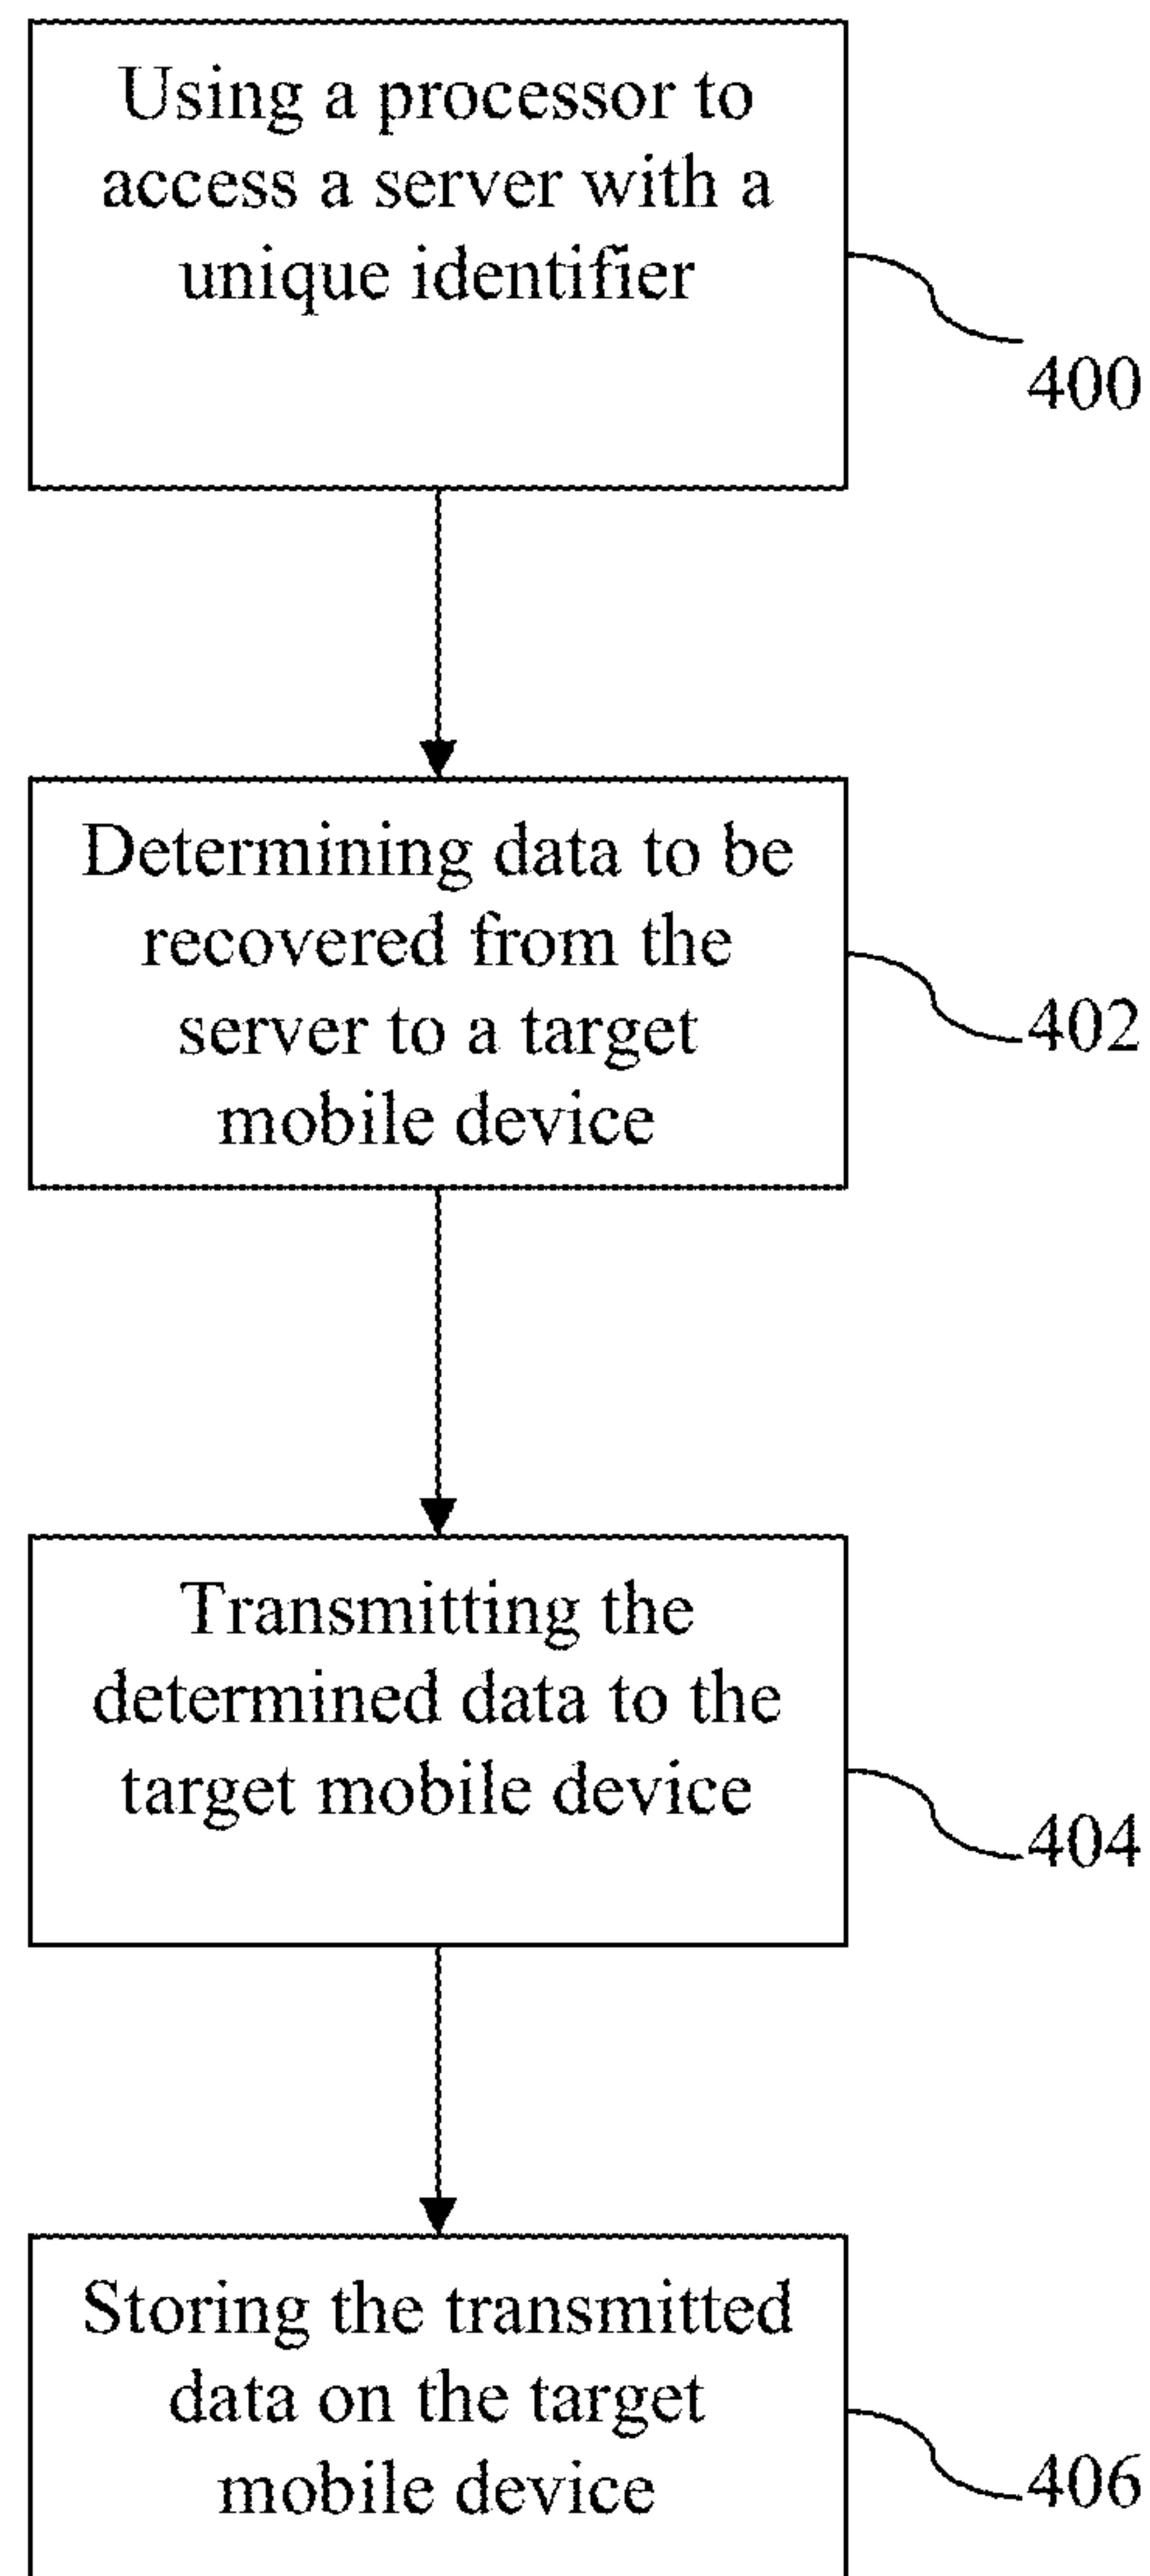 Using a processor to
access a server with a
unique identifier
400
Determining data to be
recovered from the
server to a target
mobile device
402
Transmitting the
determined data to the
target mobile device
404
Storing the transmitted
data on the target
mobile device
406